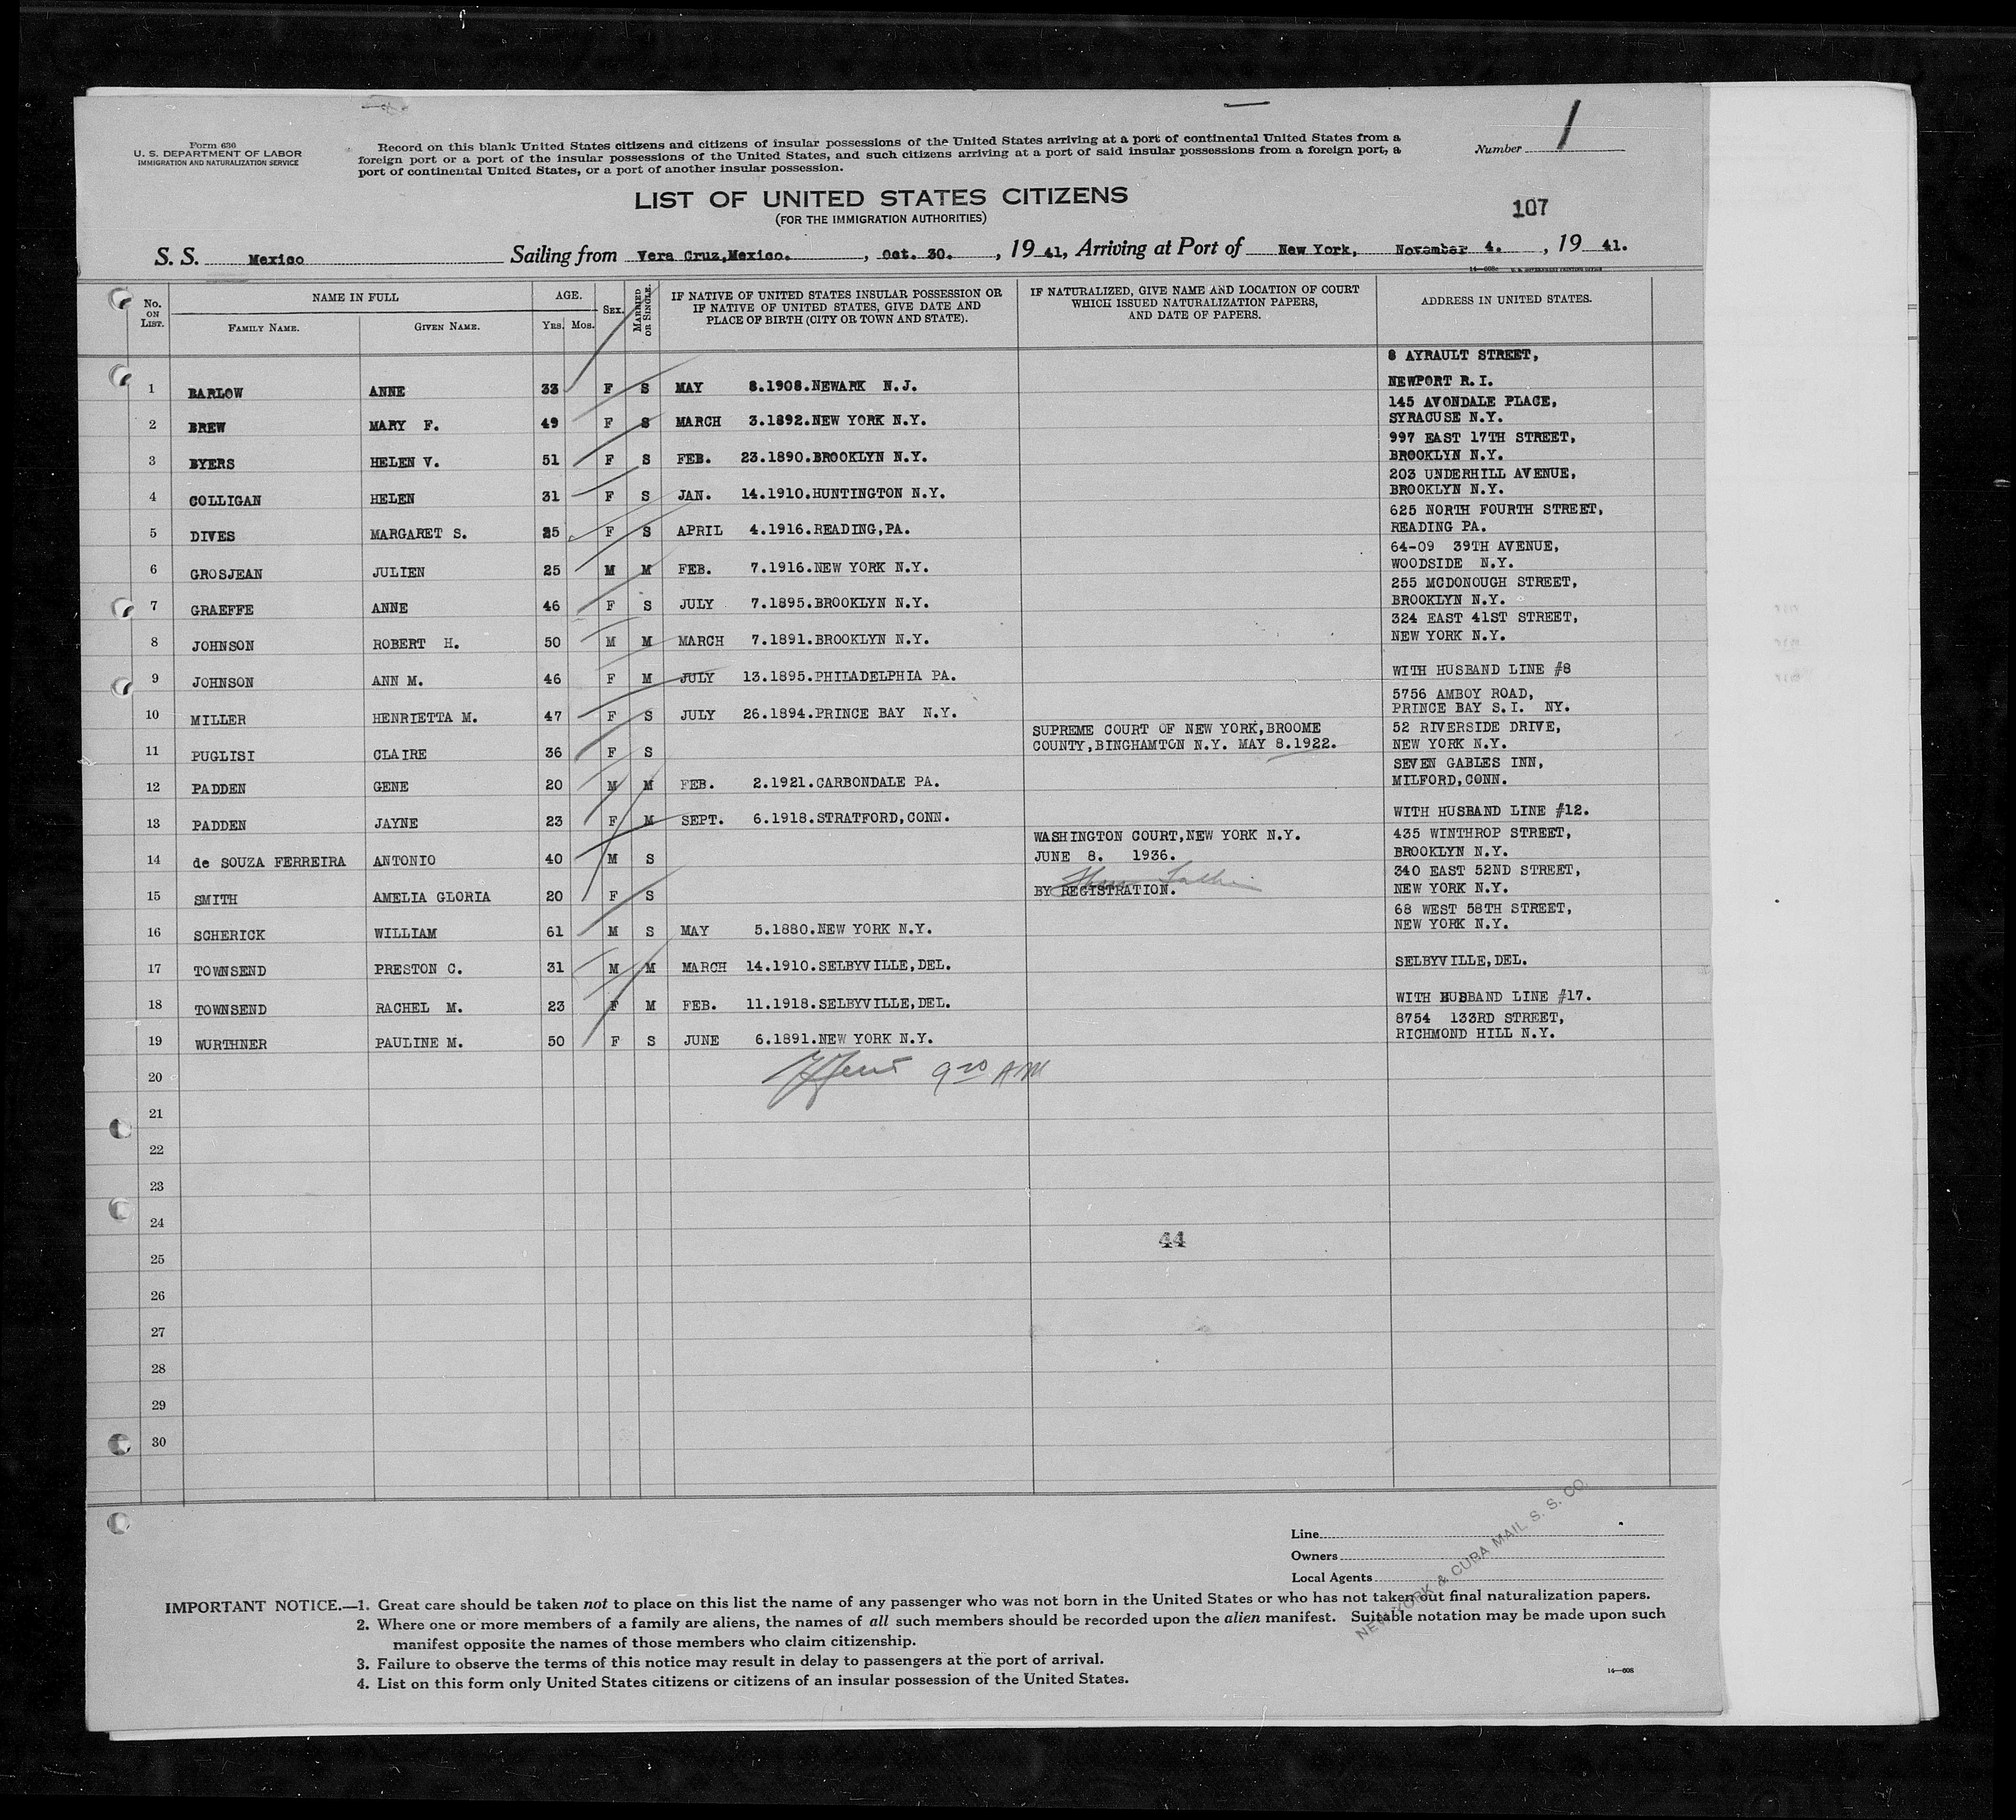 Form 630
U. S. DEPARTMENT OF LABOR
IMMIGRATION AND NATURALIZATION SERVICE
Record on this blank United States citizens and citizens of insular possessions of the United States arriving at a port of continental United States from a
foreign port or a port of the insular possessions of the United States, and such citizens arriving at a port of said insular possessions from a foreign port, a
port of continental United States, or a port of another insular possession.
Number 1
LIST OF UNITED STATES CITIZENS
(FOR THE IMMIGRATION AUTHORITIES)
107
S. S. Mexico Sailing from Vera Cruz,Mexico. , Oct. 30. , 19 41, Arriving at Port of New York, November 4. , 19 41.
No. ON LIST.
NAME IN FULL
FAMILY NAME. GIVEN NAME.
AGE.
YRS. MOS.
SEX.
MARRIED OR SINGLE.
IF NATIVE OF UNITED STATES INSULAR POSSESSION OR
IF NATIVE OF UNITED STATES, GIVE DATE AND
PLACE OF BIRTH (CITY OR TOWN AND STATE).
IF NATURALIZED, GIVE NAME AND LOCATION OF COURT
WHICH ISSUED NATURALIZATION PAPERS,
AND DATE OF PAPERS.
ADDRESS IN UNITED STATES.
8 AYRAULT STREET,
1 BARLOW ANNE 33 F S MAY 8.1908.NEWARK N.J. NEWPORT R.I.
145 AVONDALE PLACE,
2 BREW MARY F. 49 F S MARCH 3.1892.NEW YORK N.Y. SYRACUSE N.Y.
997 EAST 17TH STREET,
3 BYERS HELEN V. 51 F S FEB. 23.1890.BROOKLYN N.Y. BROOKLYN N.Y.
203 UNDERHILL AVENUE,
4 COLLIGAN HELEN 31 F S JAN. 14.1910.HUNTINGTON N.Y. BROOKLYN N.Y.
625 NORTH FOURTH STREET,
5 DIVES MARGARET S. 25 F S APRIL 4.1916.READING,PA. READING PA.
64-09 39TH AVENUE,
6 GROSJEAN JULIEN 25 M M FEB. 7.1916.NEW YORK N.Y. WOODSIDE N.Y.
255 MCDONOUGH STREET,
7 GRAEFFE ANNE 46 F S JULY 7.1895.BROOKLYN N.Y. BROOKLYN N.Y.
324 EAST 41ST STREET,
8 JOHNSON ROBERT H. 50 M M MARCH 7.1891.BROOKLYN N.Y. NEW YORK N.Y.
9 JOHNSON ANN M. 46 F M JULY 13.1895.PHILADELPHIA PA. WITH HUSBAND LINE #8
5756 AMBOY ROAD,
10 MILLER HENRIETTA M. 47 F S JULY 26.1894.PRINCE BAY N.Y. PRINCE BAY S.I. NY.
SUPREME COURT OF NEW YORK,BROOME 52 RIVERSIDE DRIVE,
11 PUGLISI CLAIRE 36 F S COUNTY,BINGHAMTON N.Y. MAY 8.1922. NEW YORK N.Y.
SEVEN GABLES INN,
12 PADDEN GENE 20 M M FEB. 2.1921.CARBONDALE PA. MILFORD,CONN.
13 PADDEN JAYNE 23 F M SEPT. 6.1918.STRATFORD,CONN. WITH HUSBAND LINE #12.
WASHINGTON COURT,NEW YORK N.Y. 435 WINTHROP STREET,
14 de SOUZA FERREIRA ANTONIO 40 M S JUNE 8. 1936. BROOKLYN N.Y.
340 EAST 52ND STREET,
15 SMITH AMELIA GLORIA 20 F S BY REGISTRATION. NEW YORK N.Y.
68 WEST 58TH STREET,
16 SCHERICK WILLIAM 61 M S MAY 5.1880.NEW YORK N.Y. NEW YORK N.Y.
17 TOWNSEND PRESTON C. 31 M M MARCH 14.1910.SELBYVILLE,DEL. SELBYVILLE,DEL.
18 TOWNSEND RACHEL M. 23 F M FEB. 11.1918.SELBYVILLE,DEL. WITH HUSBAND LINE #17.
8754 133RD STREET,
19 WURTHNER PAULINE M. 50 F S JUNE 6.1891.NEW YORK N.Y. RICHMOND HILL N.Y.
20 9 20 AM
21
22
23
24
44
25
26
27
28
29
30
Line
Owners
Local Agents
NEW YORK & CUBA MAIL S. S. CO.
IMPORTANT NOTICE.—1. Great care should be taken not to place on this list the name of any passenger who was not born in the United States or who has not taken out final naturalization papers.
2. Where one or more members of a family are aliens, the names of all such members should be recorded upon the alien manifest. Suitable notation may be made upon such
manifest opposite the names of those members who claim citizenship.
3. Failure to observe the terms of this notice may result in delay to passengers at the port of arrival.
4. List on this form only United States citizens or citizens of an insular possession of the United States.
14—608